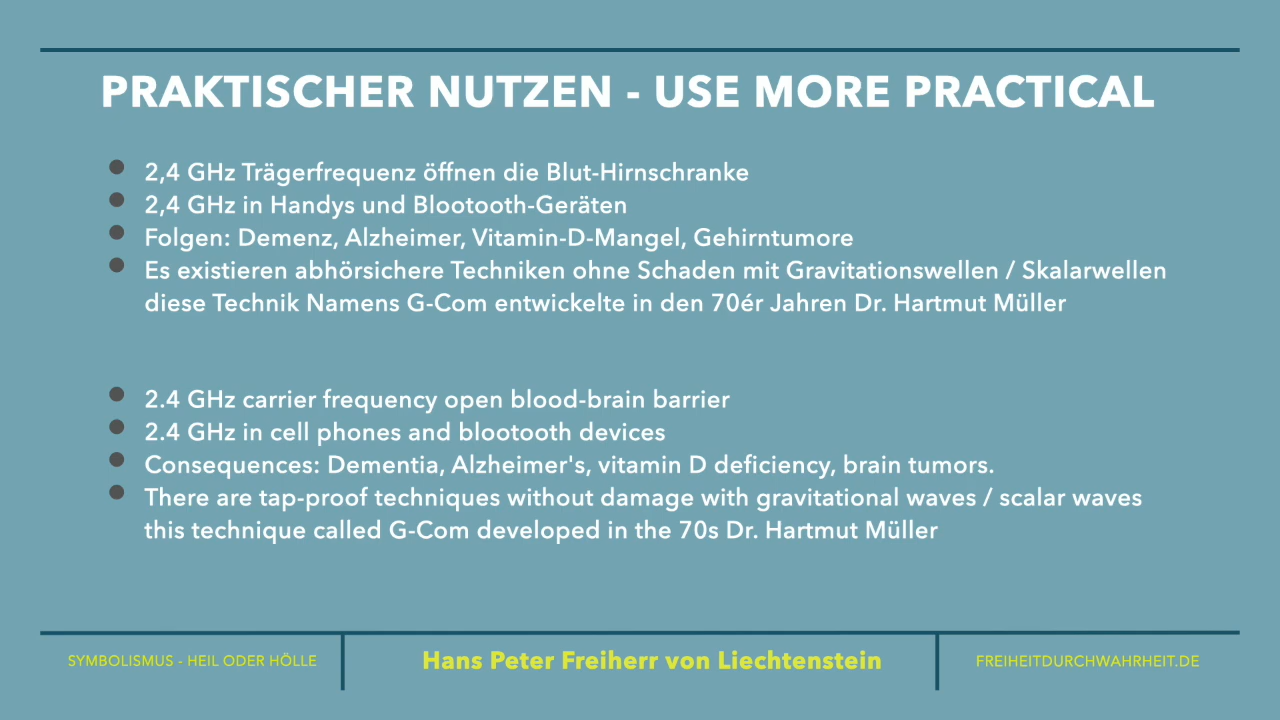 PRAKTISCHER NUTZEN - USE MORE PRACTICAL
2,4 GHz Trägerfrequenz öffnen die Blut-Hirnschranke
2,4 GHz in Handys und Blootooth-Geräten
Folgen: Demenz, Alzheimer, Vitamin-D-Mangel, Gehirntumore
Es existieren abhörsichere Techniken ohne Schaden mit Gravitationswellen / Skalarwellen
diese Technik Namens G-Com entwickelte in den 70ér Jahren Dr. Hartmut Müller
2.4 GHz carrier frequency open blood-brain barrier
2.4 GHz in cell phones and blootooth devices
Consequences: Dementia, Alzheimer's, vitamin D deficiency, brain tumors.
There are tap-proof techniques without damage with gravitational waves / scalar waves
this technique called G-Com developed in the 70s Dr. Hartmut Müller
SYMBOLISMUS - HEIL ODER HÖLLE
Hans Peter Freiherr von Liechtenstein
FREIHEITDURCHWAHRHEIT.DE